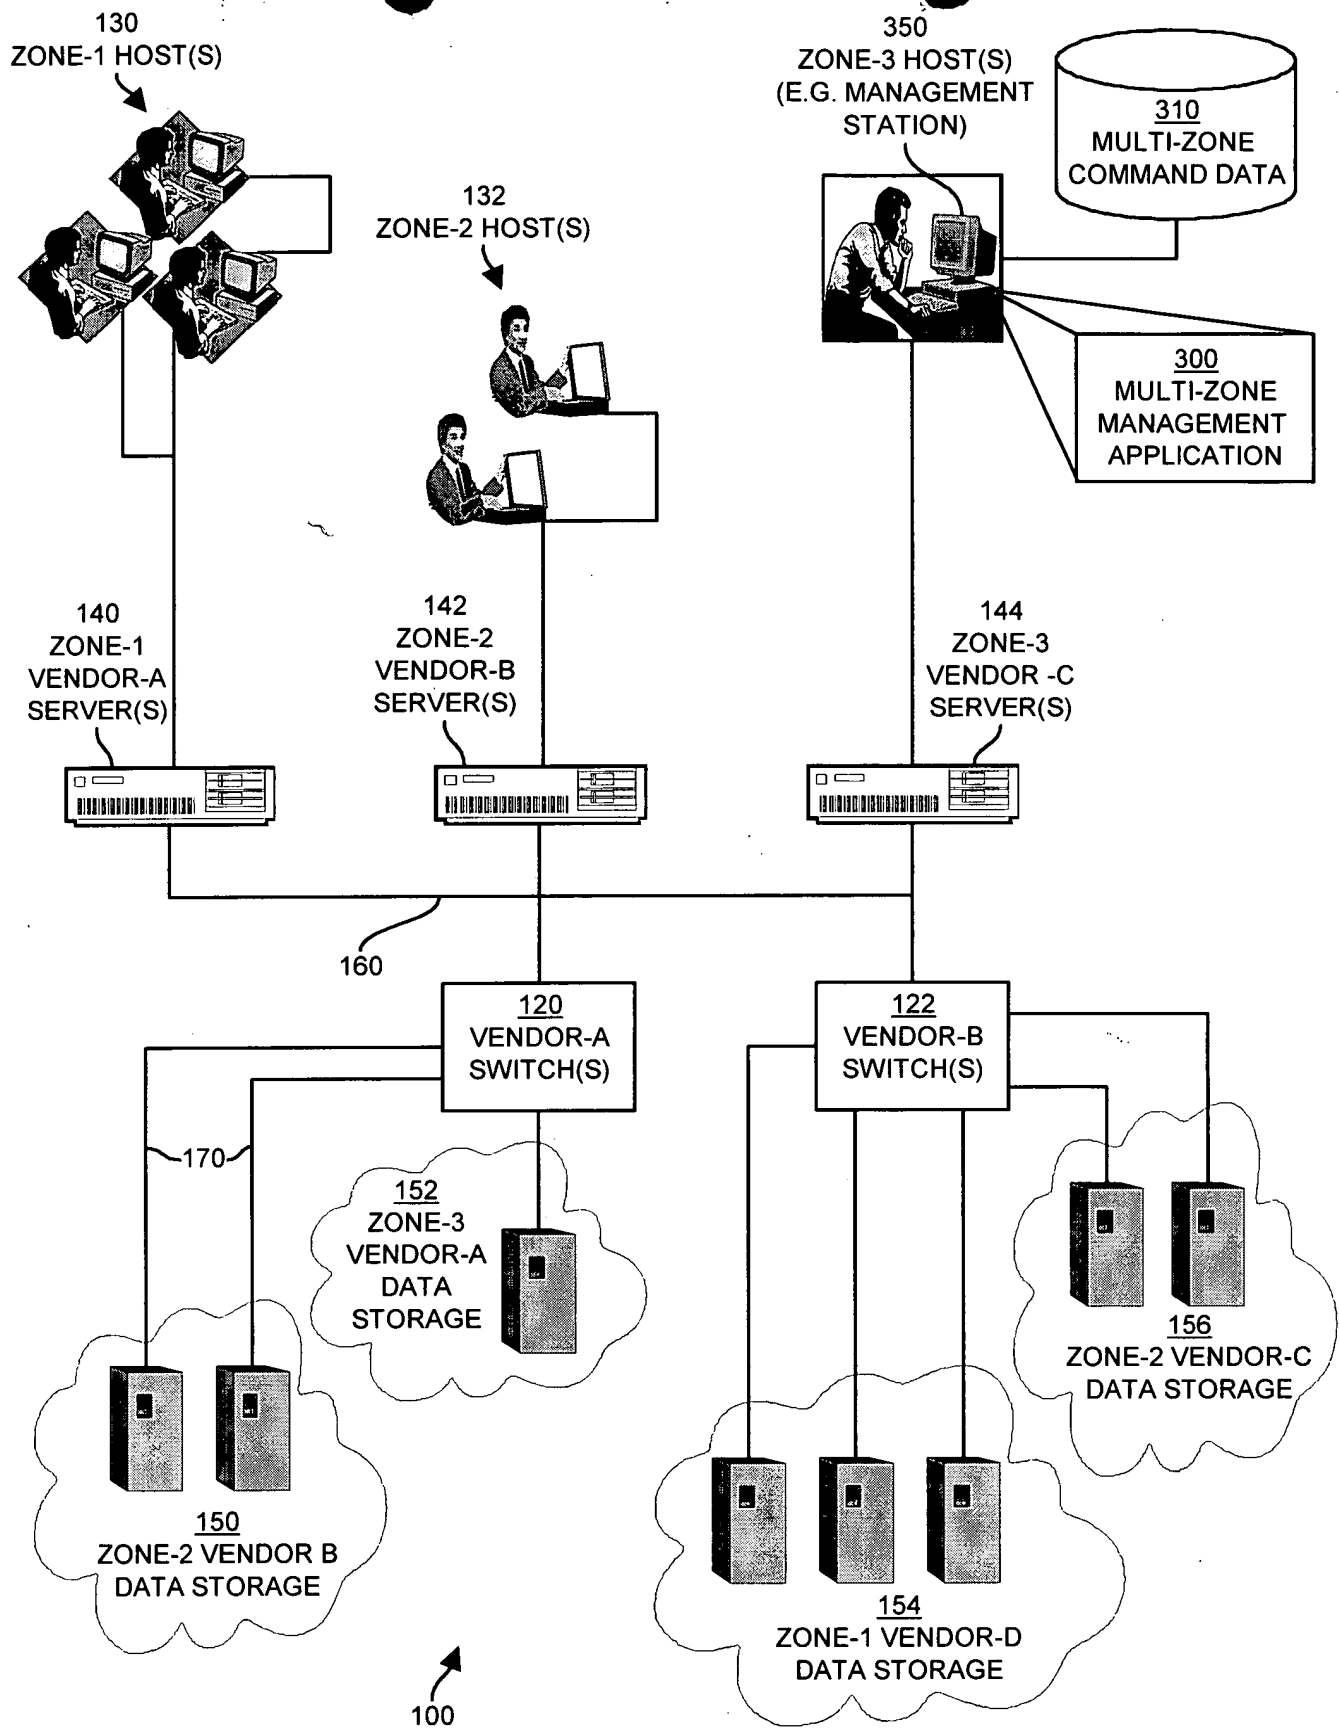 130
ZONE-1 HOST(S)
350
ZONE-3 HOST(S)
(E.G. MANAGEMENT
STATION)
310
MULTI-ZONE
COMMAND DATA
132
ZONE-2 HOST(S)
300
MULTI-ZONE
MANAGEMENT
APPLICATION
140
ZONE-1
VENDOR-A
SERVER(S)
142
ZONE-2
VENDOR-B
SERVER(S)
144
ZONE-3
VENDOR -C
SERVER(S)
160
120
VENDOR-A
SWITCH(S)
122
VENDOR-B
SWITCH(S)
170
152
ZONE-3
VENDOR-A
DATA
STORAGE
156
ZONE-2 VENDOR-C
DATA STORAGE
150
ZONE-2 VENDOR B
DATA STORAGE
154
ZONE-1 VENDOR-D
DATA STORAGE
100